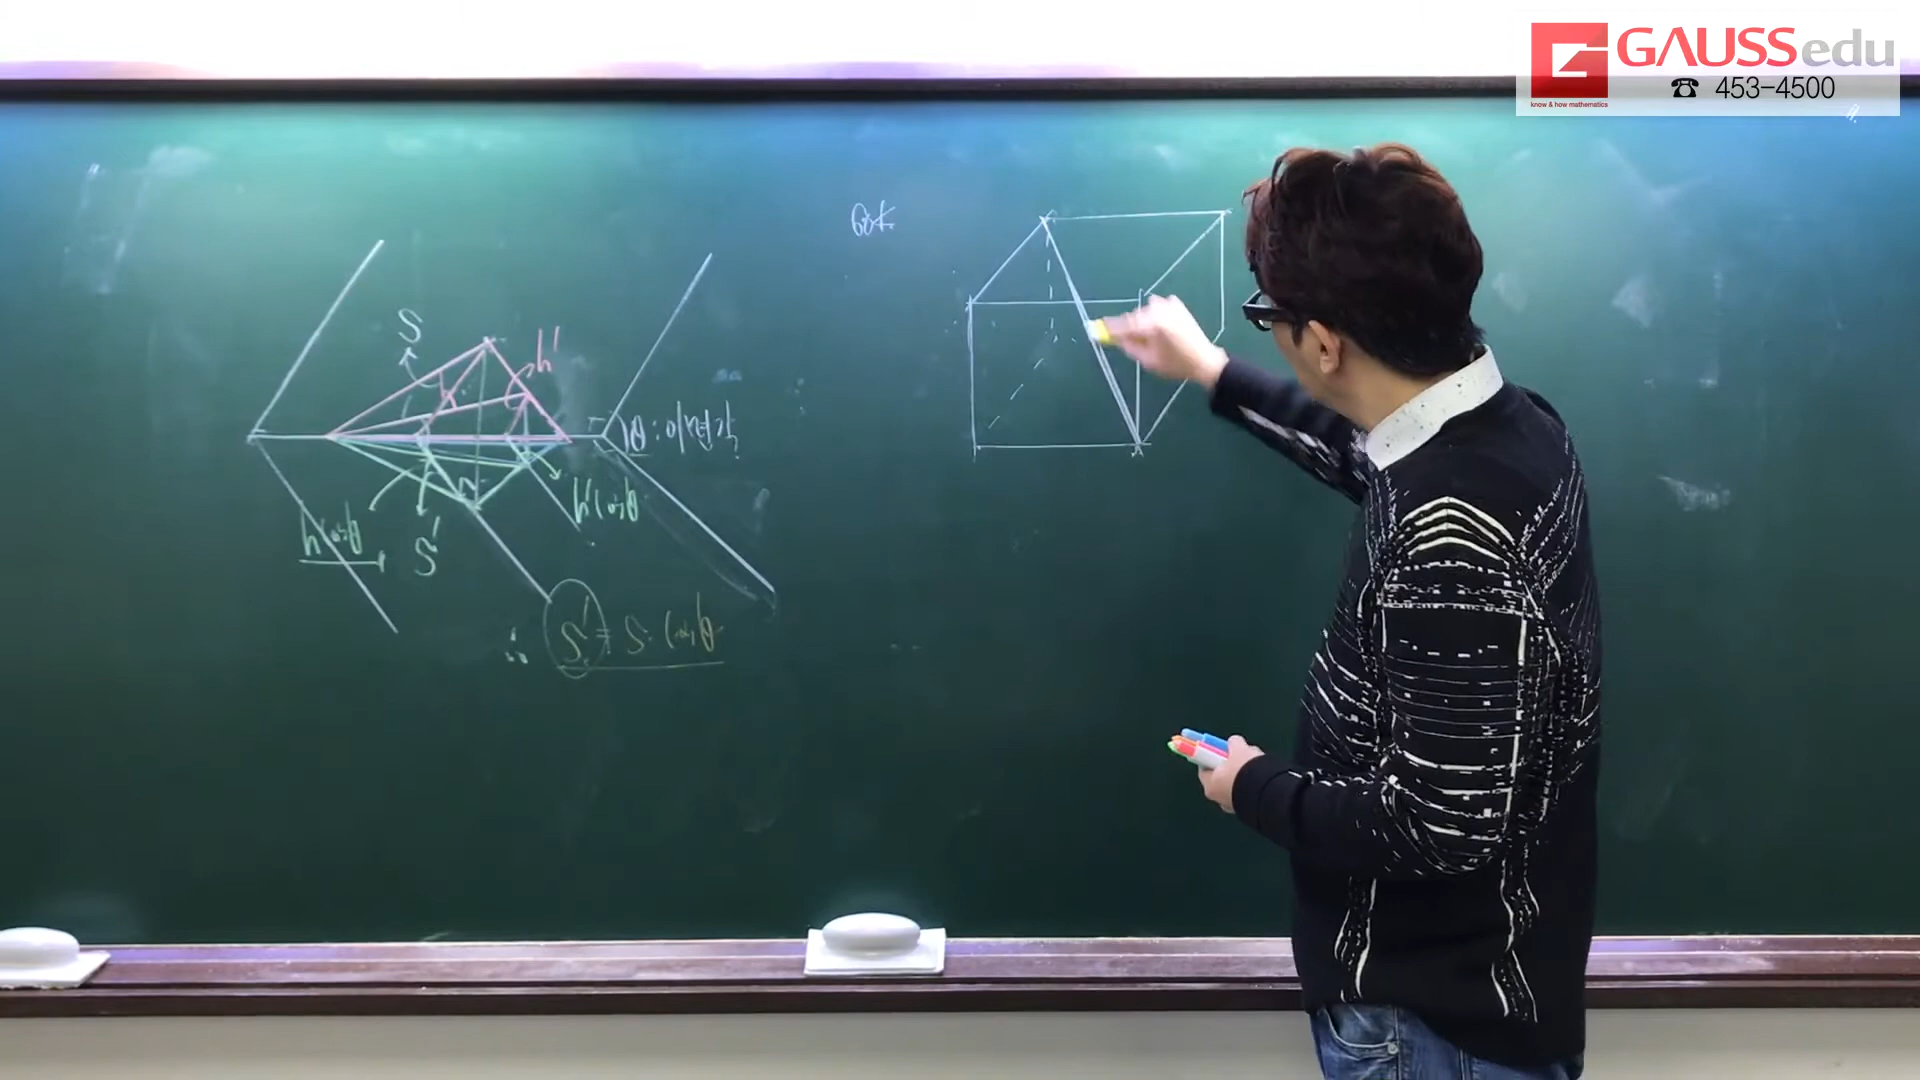 GAUSSedu
know & how mathematics
☎ 453-4500
S
h'
θ : 이면각
h cosθ
S'
h' cosθ
∴ S' = S · cosθ